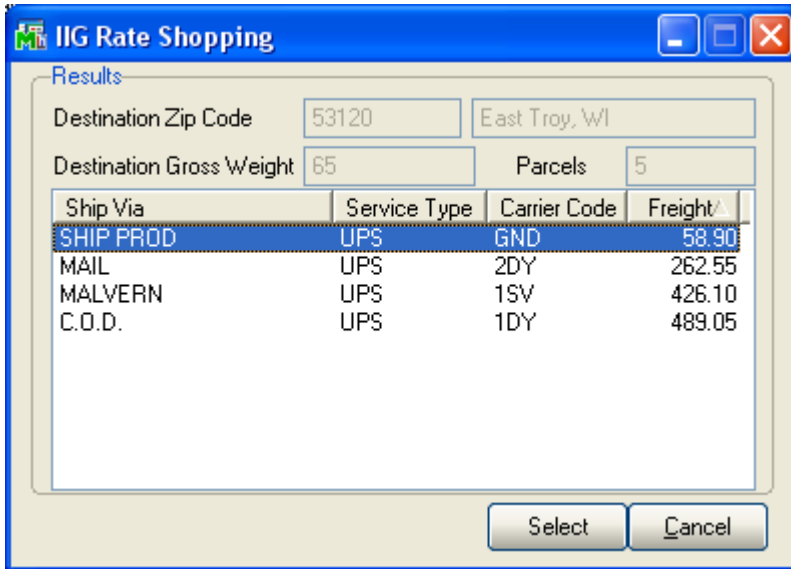 IIG Rate Shopping
Results
Destination Zip Code 53120 East Troy, WI
Destination Gross Weight 65 Parcels 5
Ship Via Service Type Carrier Code Freight
SHIP PROD UPS GND 58.90
MAIL UPS 2DY 262.55
MALVERN UPS 1SV 426.10
C.O.D. UPS 1DY 489.05
Select Cancel